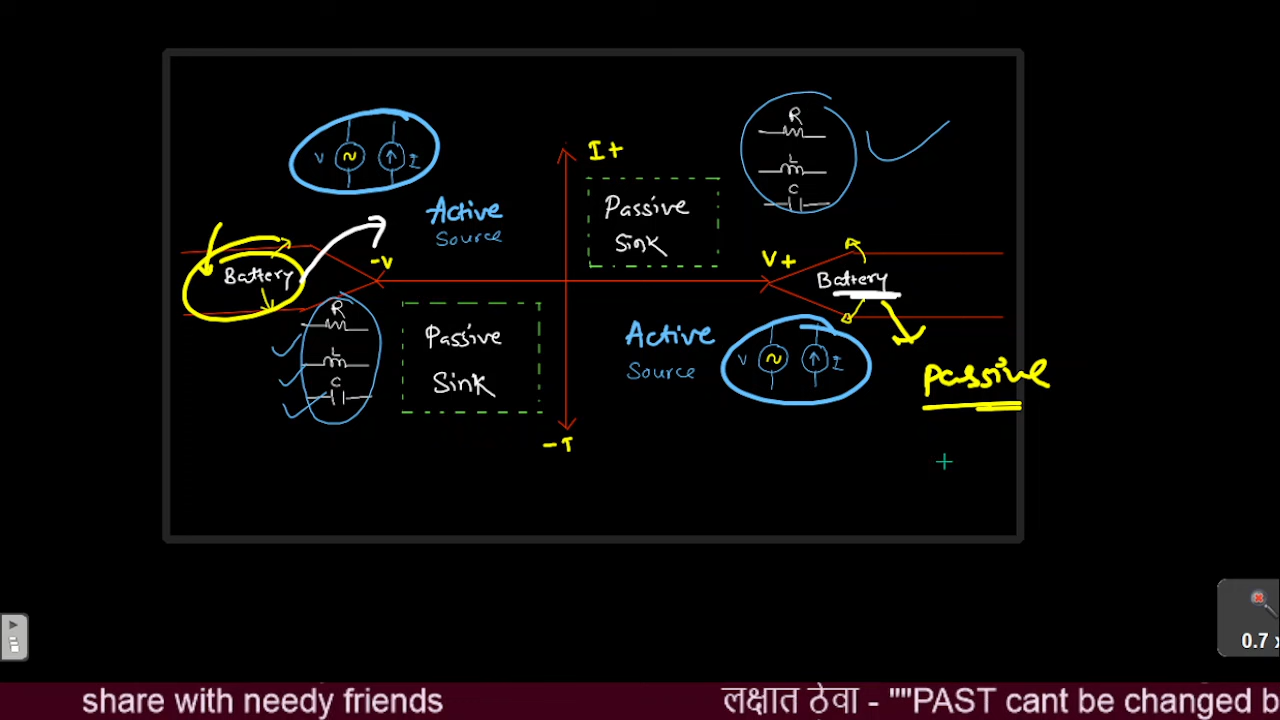 I+
R
L
C
V
I
Passive
Sink
Active
Source
-V
V+
Battery
Battery
R
L
C
Passive
Sink
Active
Source
V
I
Passive
-I
0.7 x
share with needy friends
लक्षात ठेवा - ""PAST cant be changed b